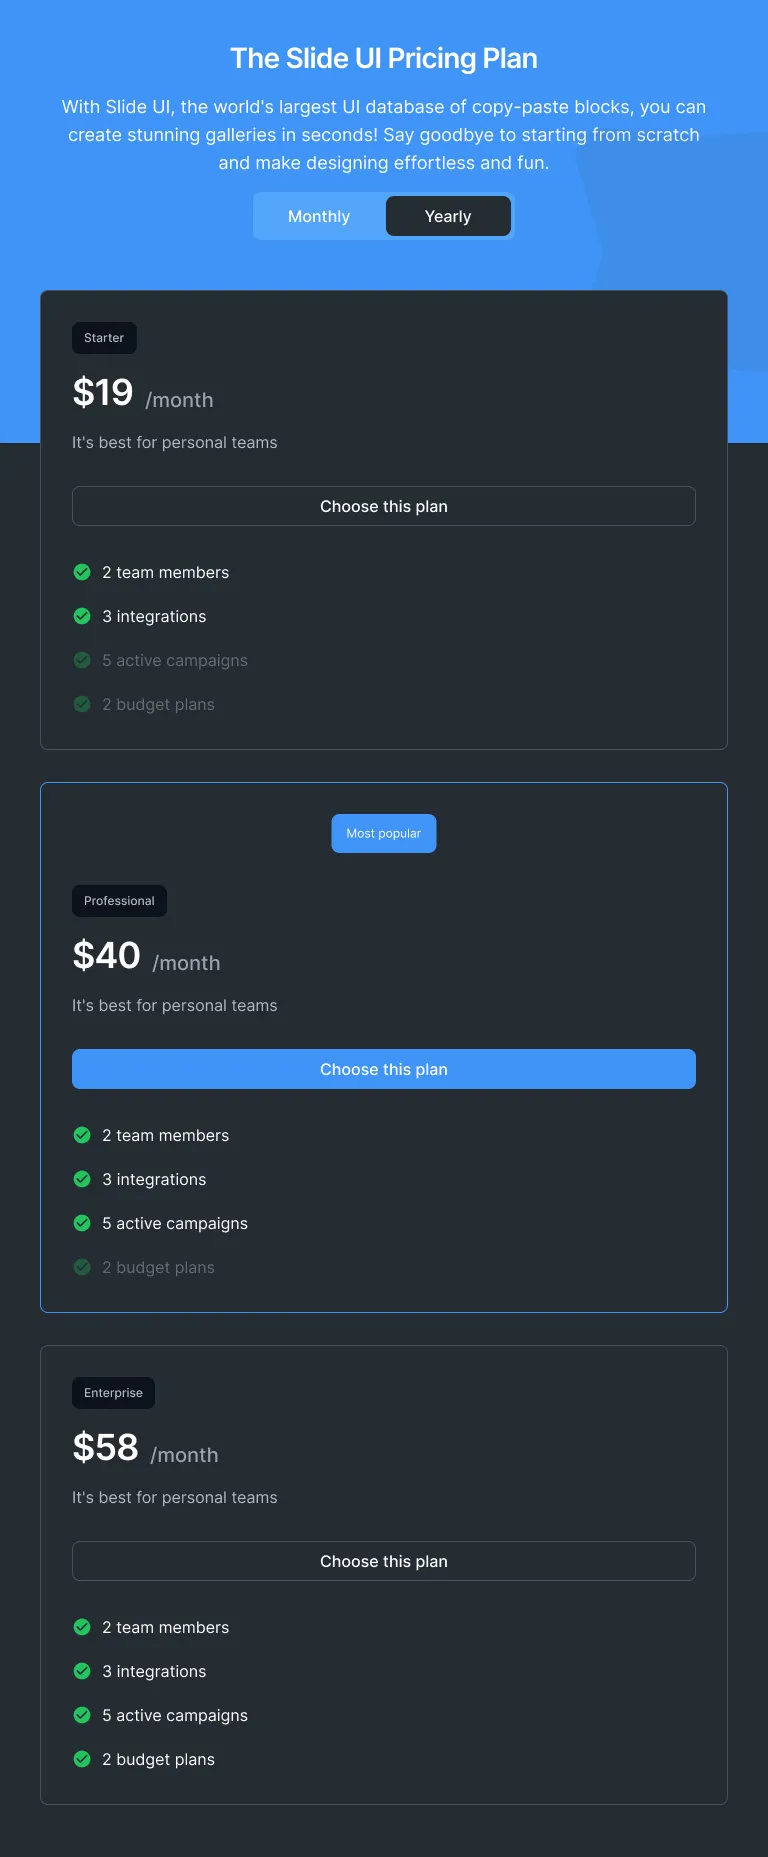 The Slide UI Pricing Plan
With Slide UI, the world's largest UI database of copy-paste blocks, you can
create stunning galleries in seconds! Say goodbye to starting from scratch
and make designing effortless and fun.
Monthly Yearly
Starter
$19 /month
It's best for personal teams
Choose this plan
2 team members
3 integrations
5 active campaigns
2 budget plans
Most popular
Professional
$40 /month
It's best for personal teams
Choose this plan
2 team members
3 integrations
5 active campaigns
2 budget plans
Enterprise
$58 /month
It's best for personal teams
Choose this plan
2 team members
3 integrations
5 active campaigns
2 budget plans